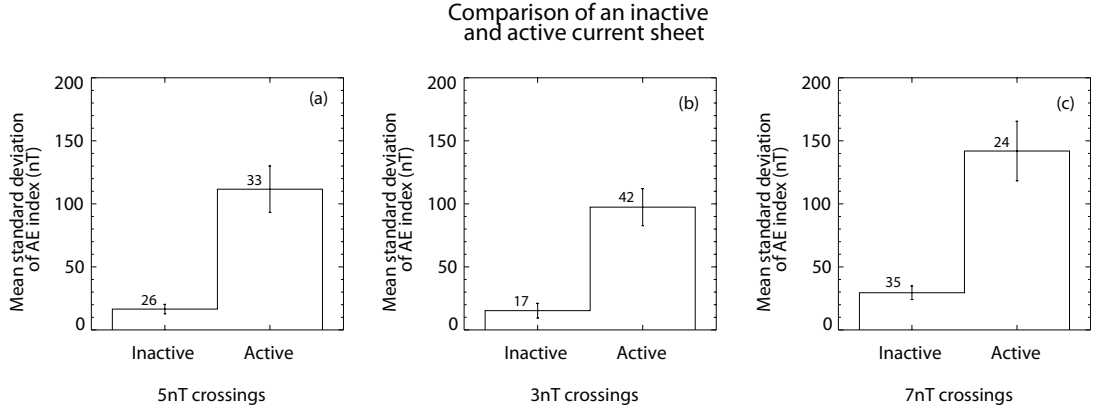 Comparison of an inactive
and active current sheet
Mean standard deviation
of AE index (nT)
200
150
100
50
0
(a)
26
33
Inactive Active
5nT crossings
Mean standard deviation
of AE index (nT)
200
150
100
50
0
(b)
17
42
Inactive Active
3nT crossings
Mean standard deviation
of AE index (nT)
200
150
100
50
0
(c)
35
24
Inactive Active
7nT crossings